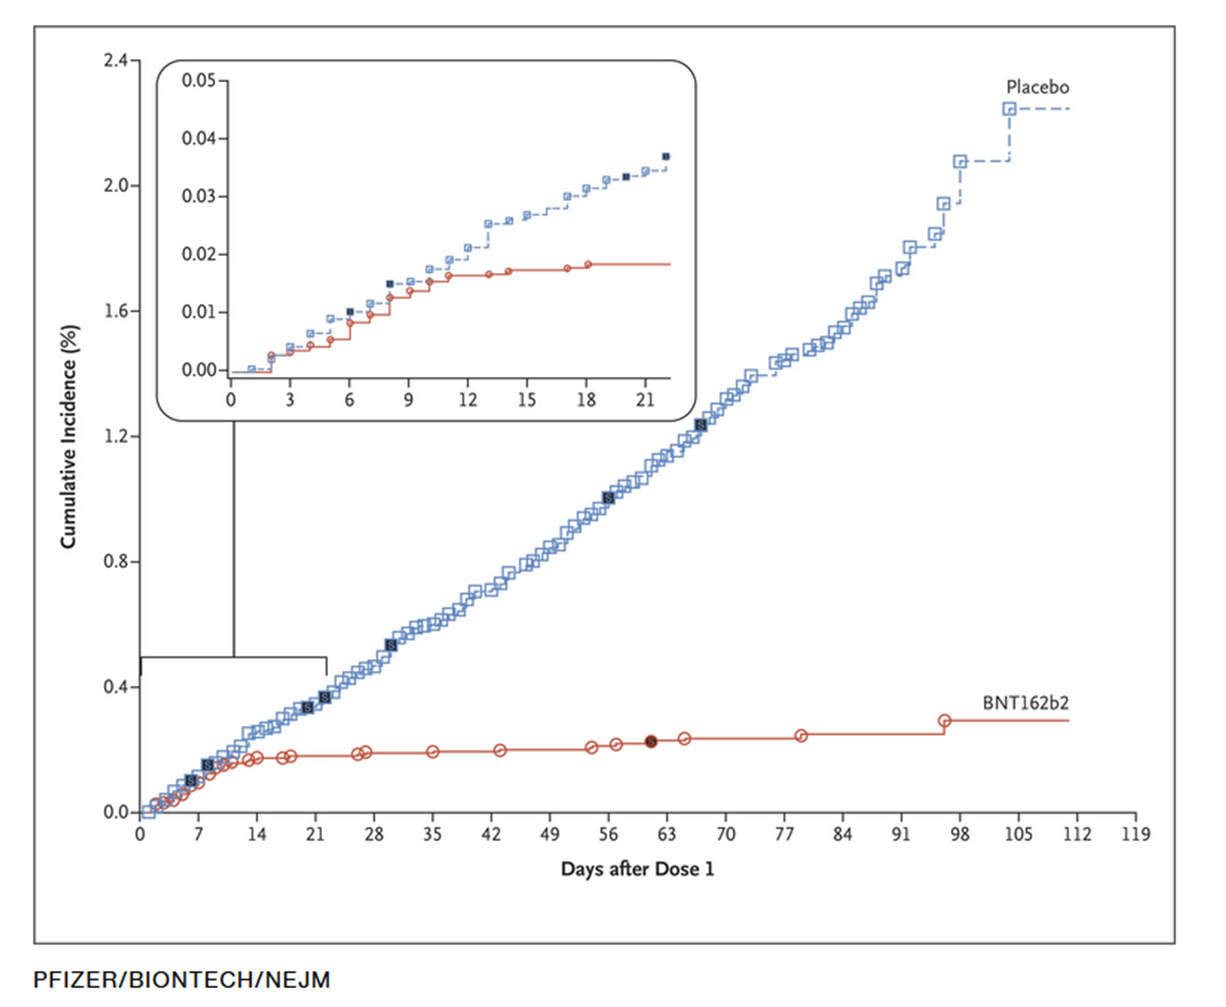 2.4
2.0
1.6
1.2
0.8
0.4
0.0
Cumulative Incidence (%)
0.05
0.04
0.03
0.02
0.01
0.00
0 3 6 9 12 15 18 21
Placebo
BNT162b2
0 7 14 21 28 35 42 49 56 63 70 77 84 91 98 105 112 119
Days after Dose 1
PFIZER/BIONTECH/NEJM